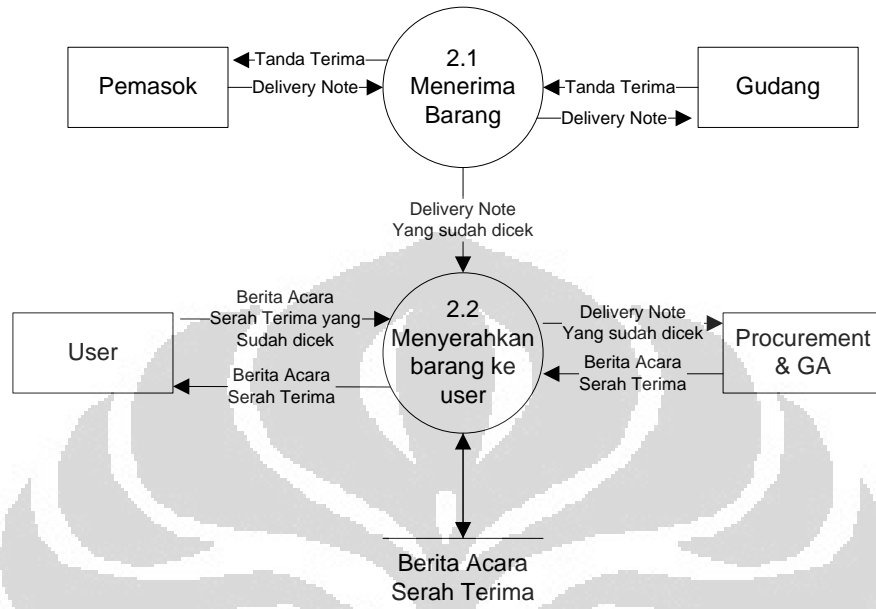 2.1
Menerima
Barang
Pemasok
Tanda Terima
Delivery Note
Tanda Terima
Delivery Note
Gudang
Delivery Note
Yang sudah dicek
User
Berita Acara
Serah Terima yang
Sudah dicek
Berita Acara
Serah Terima
2.2
Menyerahkan
barang ke
user
Delivery Note
Yang sudah dicek
Berita Acara
Serah Terima
Procurement
& GA
Berita Acara
Serah Terima